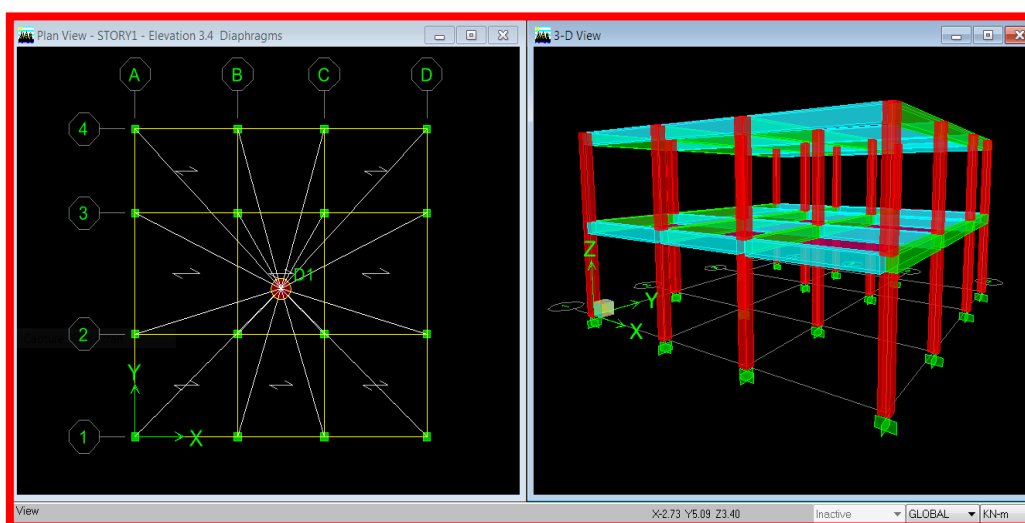 Plan View - STORY1 - Elevation 3.4 Diaphragms
A B C D
4
3
D1
2
Y
1
X
3-D View
Z
Y
X
View
X-2.73 Y5.09 Z3.40
Inactive
GLOBAL
KN-m